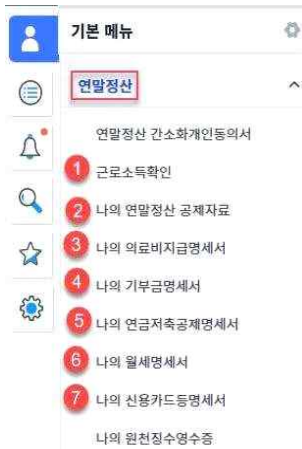 기본 메뉴
연말정산
연말정산 간소화개인동의서
1 근로소득확인
2 나의 연말정산 공제자료
3 나의 의료비지급명세서
4 나의 기부금명세서
5 나의 연금저축공제명세서
6 나의 월세명세서
7 나의 신용카드등명세서
나의 원천징수영수증